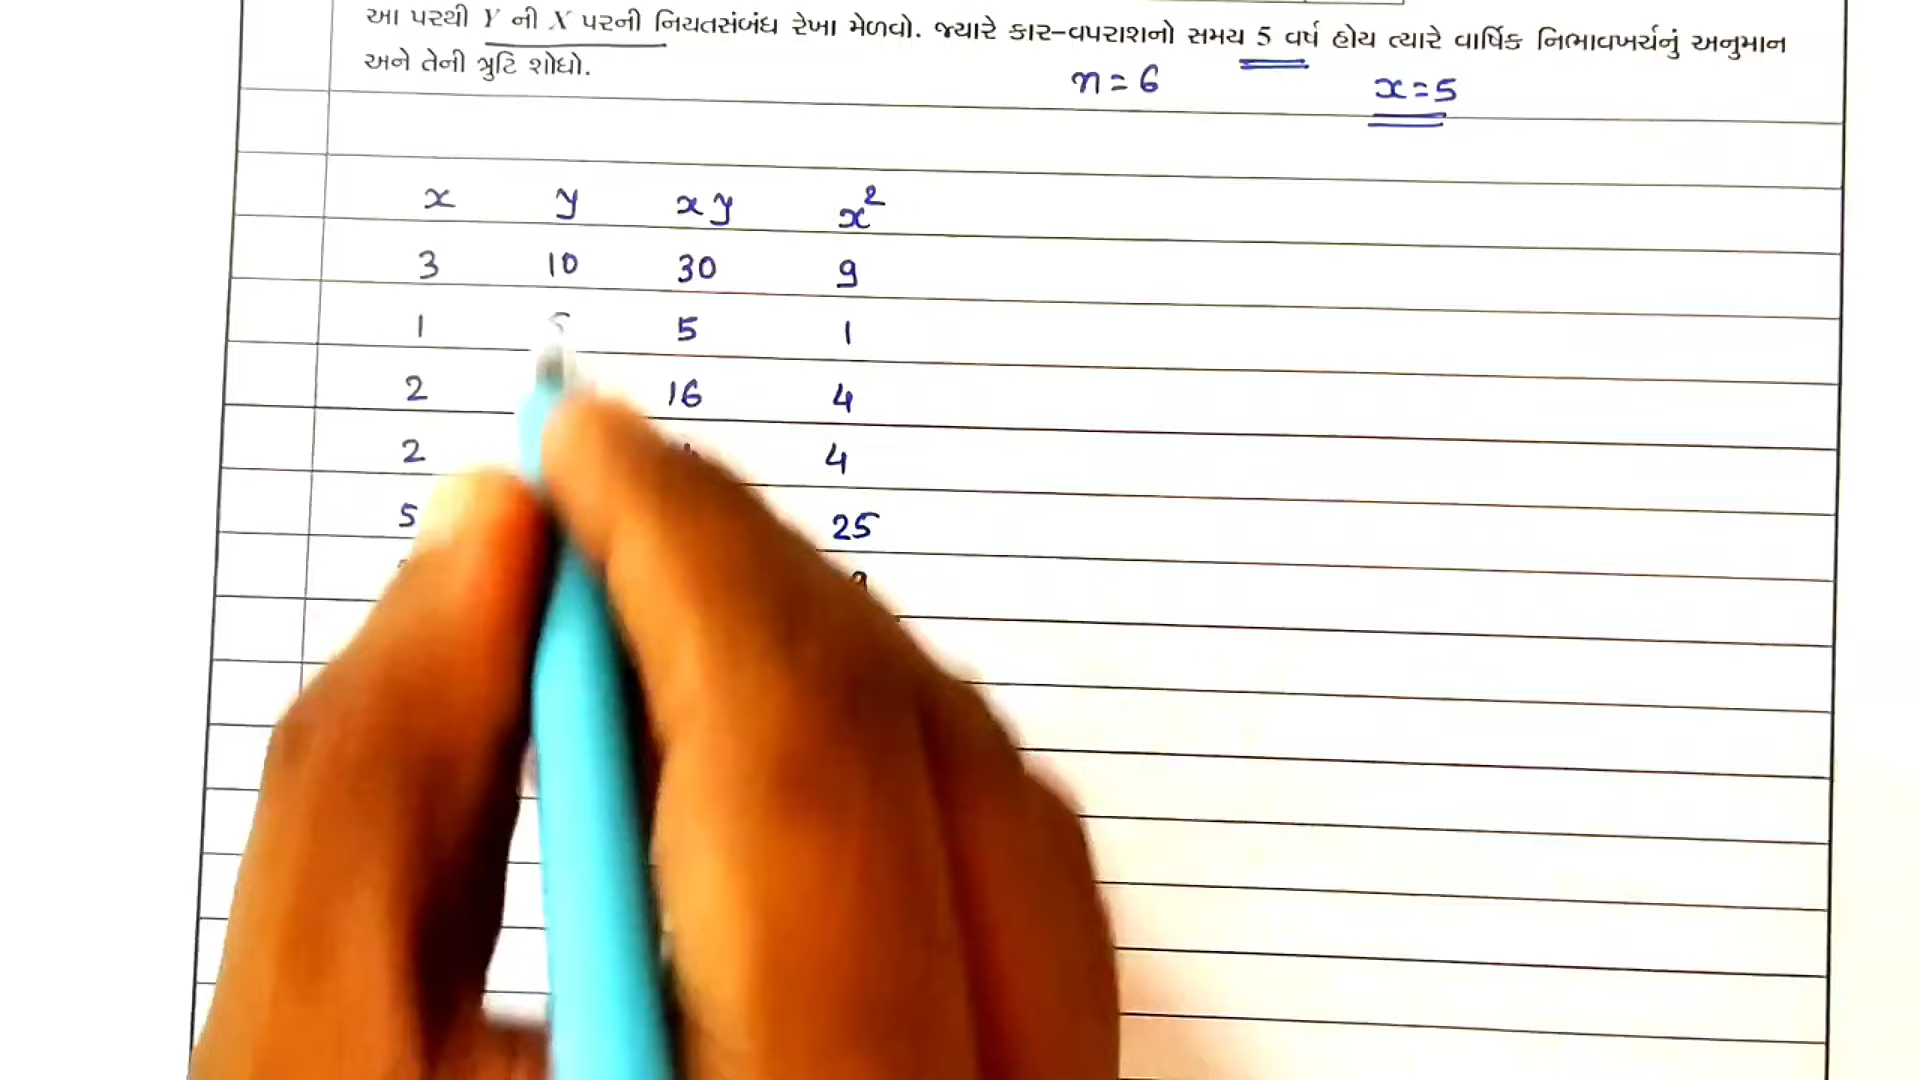 આ પરથી Y ની X પરની નિયતસંબંધ રેખા મેળવો. જ્યારે કાર-વપરાશનો સમય 5 વર્ષ હોય ત્યારે વાર્ષિક નિભાવખર્ચનું અનુમાન
અને તેની ત્રુટિ શોધો.
n = 6 x = 5
x y xy x²
3 10 30 9
1 5 5 1
2 16 4
2 4
5 25